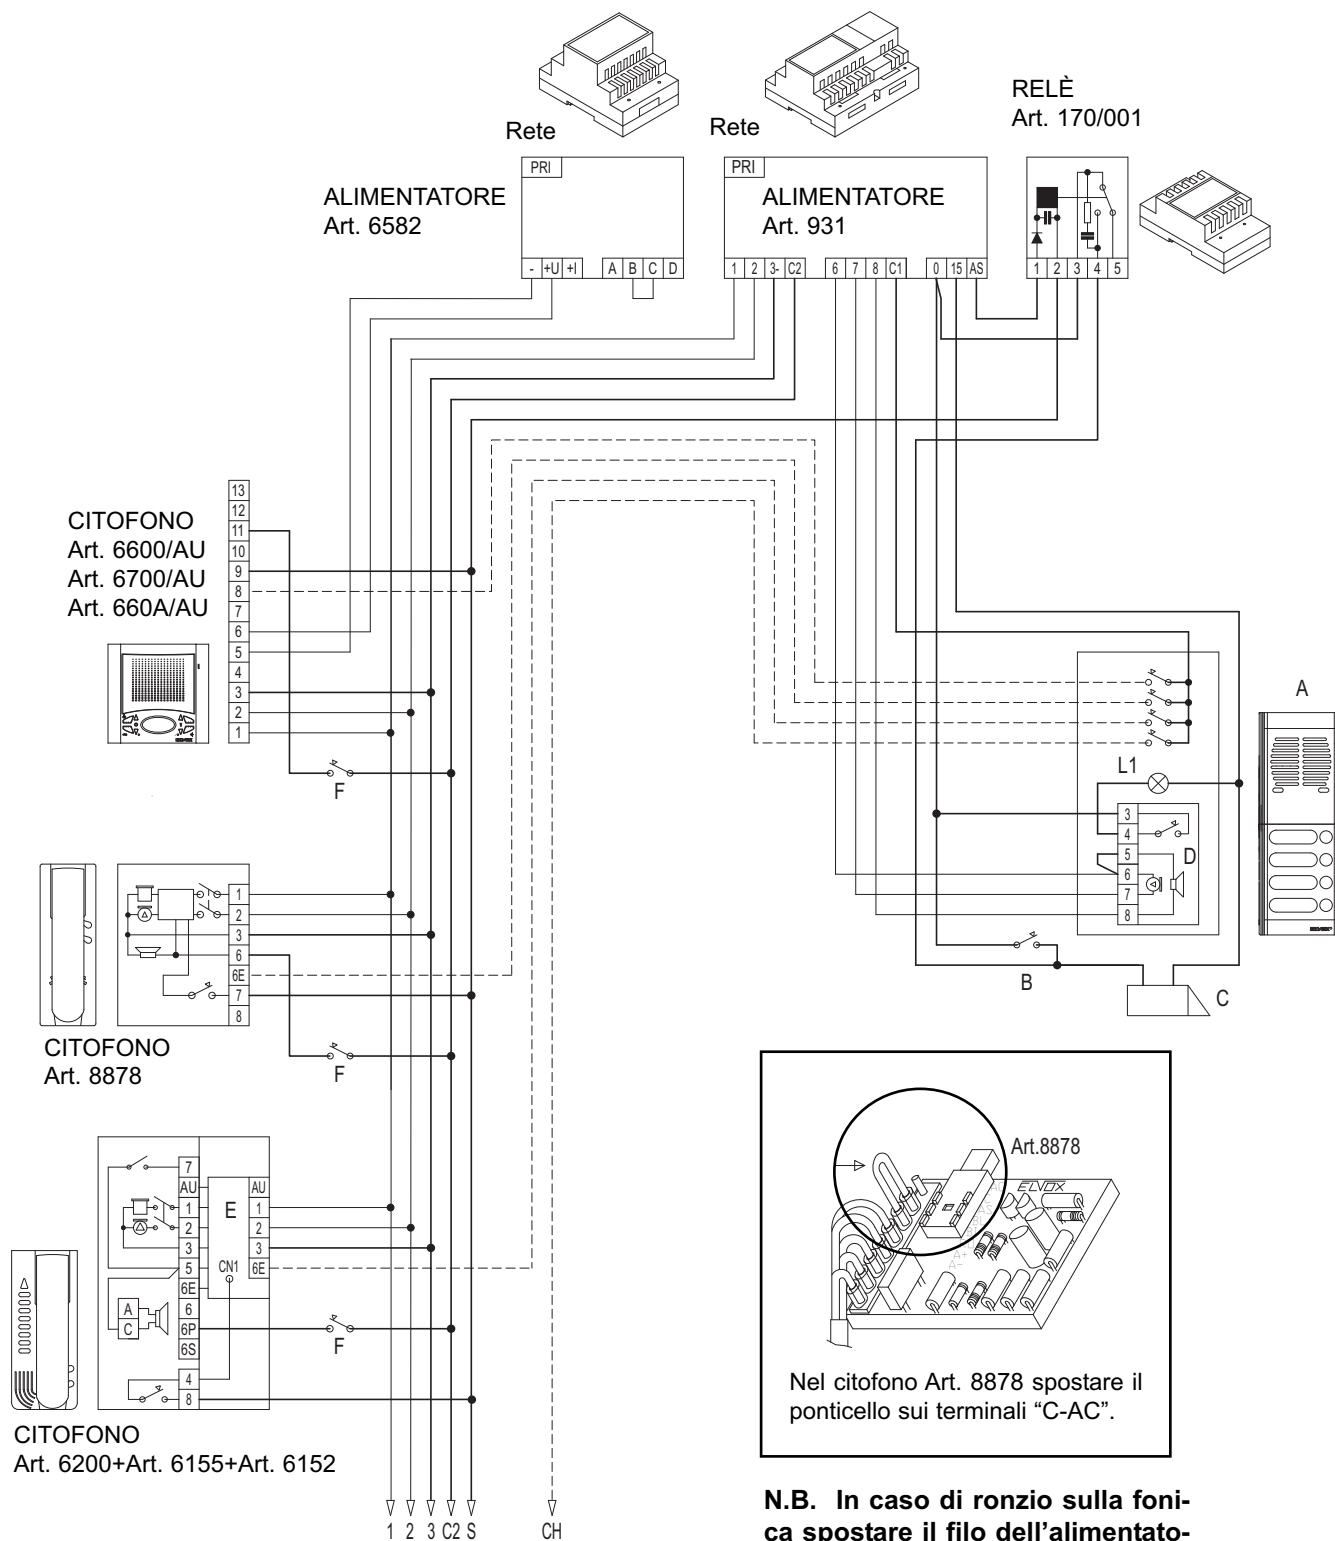 RELÈ
Art. 170/001
Rete
Rete
PRI
PRI
ALIMENTATORE
Art. 6582
ALIMENTATORE
Art. 931
- +U +I A B C D
1 2 3- C2 6 7 8 C1 0 15 AS
1 2 3 4 5
CITOFONO
Art. 6600/AU
Art. 6700/AU
Art. 660A/AU
13
12
11
10
9
8
7
6
5
4
3
2
1
F
A
L1
3
4
5
6
7
8
D
B
C
1
2
3
6
6E
7
8
F
CITOFONO
Art. 8878
7
AU
1
2
3
5
6E
6
6P
6S
4
8
E
CN1
AU
1
2
3
6E
A
C
F
CITOFONO
Art. 6200+Art. 6155+Art. 6152
1 2 3 C2 S CH
Art.8878
Nel citofono Art. 8878 spostare il
ponticello sui terminali “C-AC”.
N.B. In caso di ronzio sulla foni-
ca spostare il filo dell’alimentato-